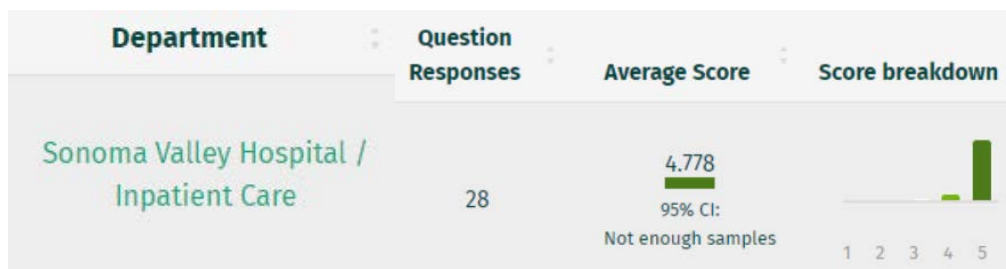 Department
Question
Responses
Average Score
Score breakdown
Sonoma Valley Hospital /
Inpatient Care
28
4.778
95% CI:
Not enough samples
1 2 3 4 5